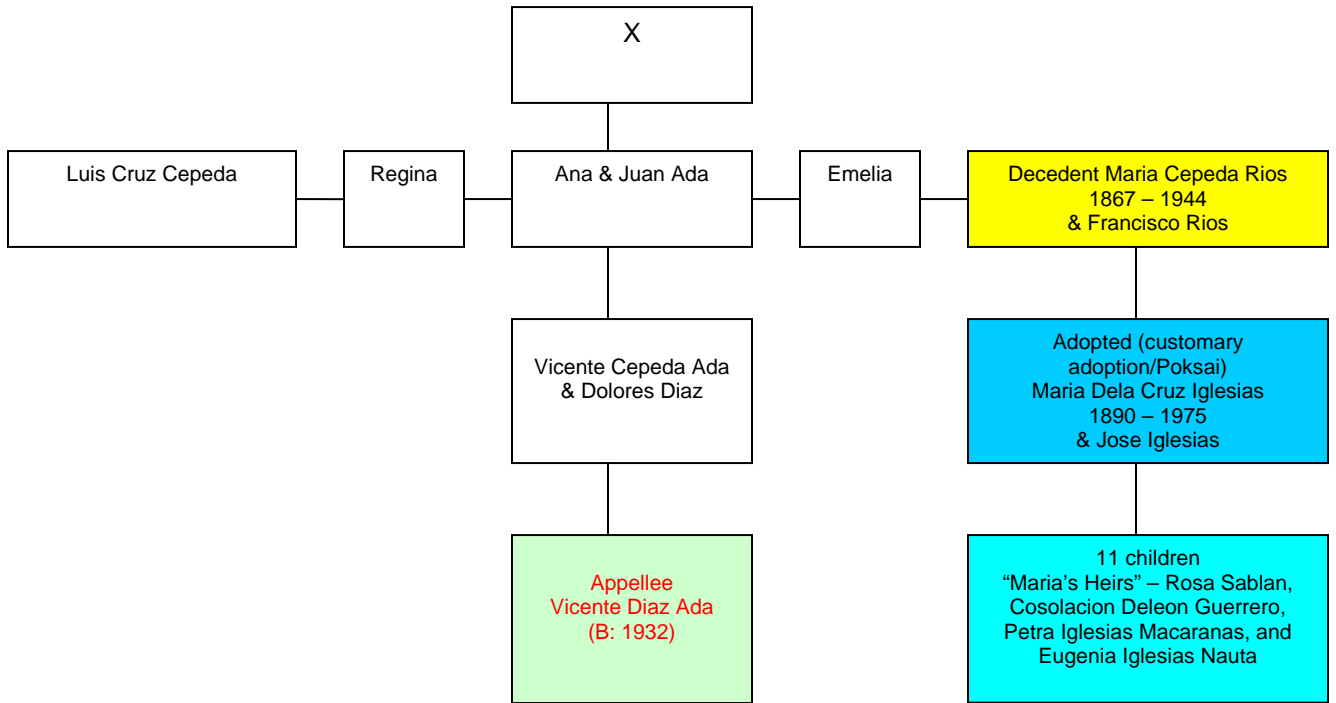 X
Luis Cruz Cepeda
Regina
Ana & Juan Ada
Emelia
Decedent Maria Cepeda Rios
1867 – 1944
& Francisco Rios
Vicente Cepeda Ada
& Dolores Diaz
Adopted (customary
adoption/Poksai)
Maria Dela Cruz Iglesias
1890 – 1975
& Jose Iglesias
Appellee
Vicente Diaz Ada
(B: 1932)
11 children
“Maria’s Heirs” – Rosa Sablan,
Cosolacion Deleon Guerrero,
Petra Iglesias Macaranas, and
Eugenia Iglesias Nauta